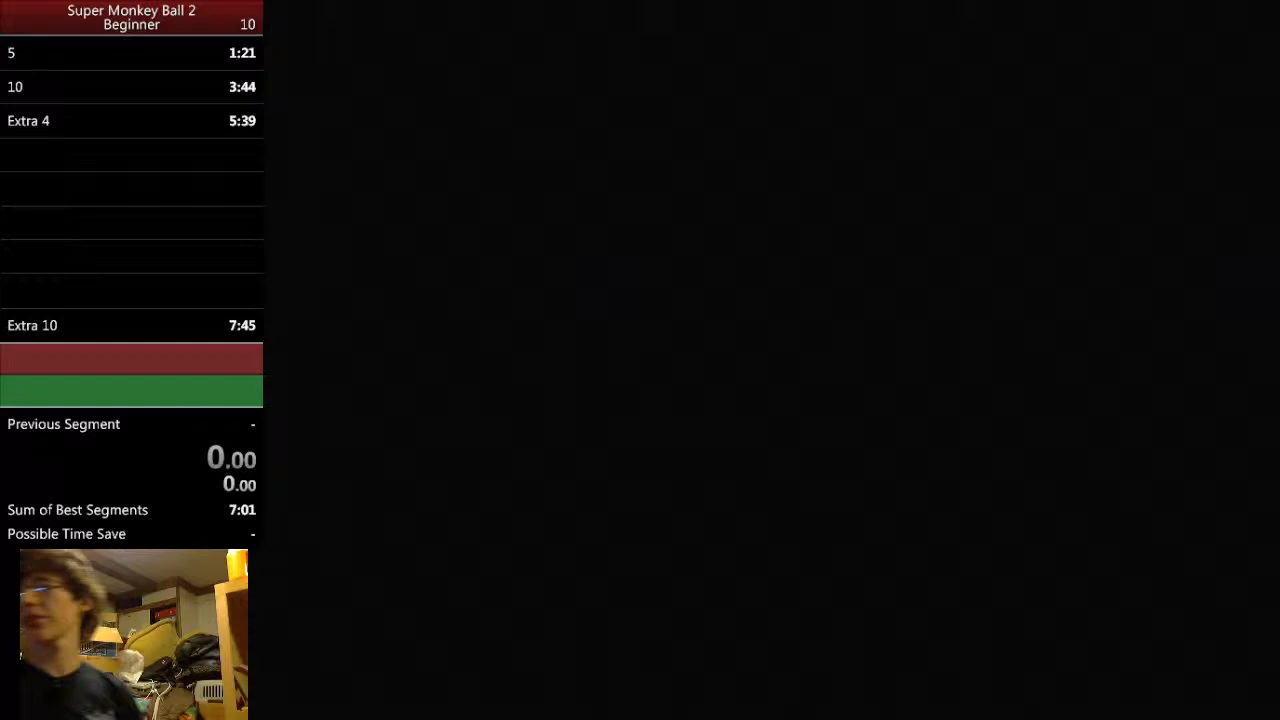 Super Monkey Ball 2
Beginner 10
5 1:21
10 3:44
Extra 4 5:39
Extra 10 7:45
Previous Segment -
0.00
0.00
Sum of Best Segments 7:01
Possible Time Save -